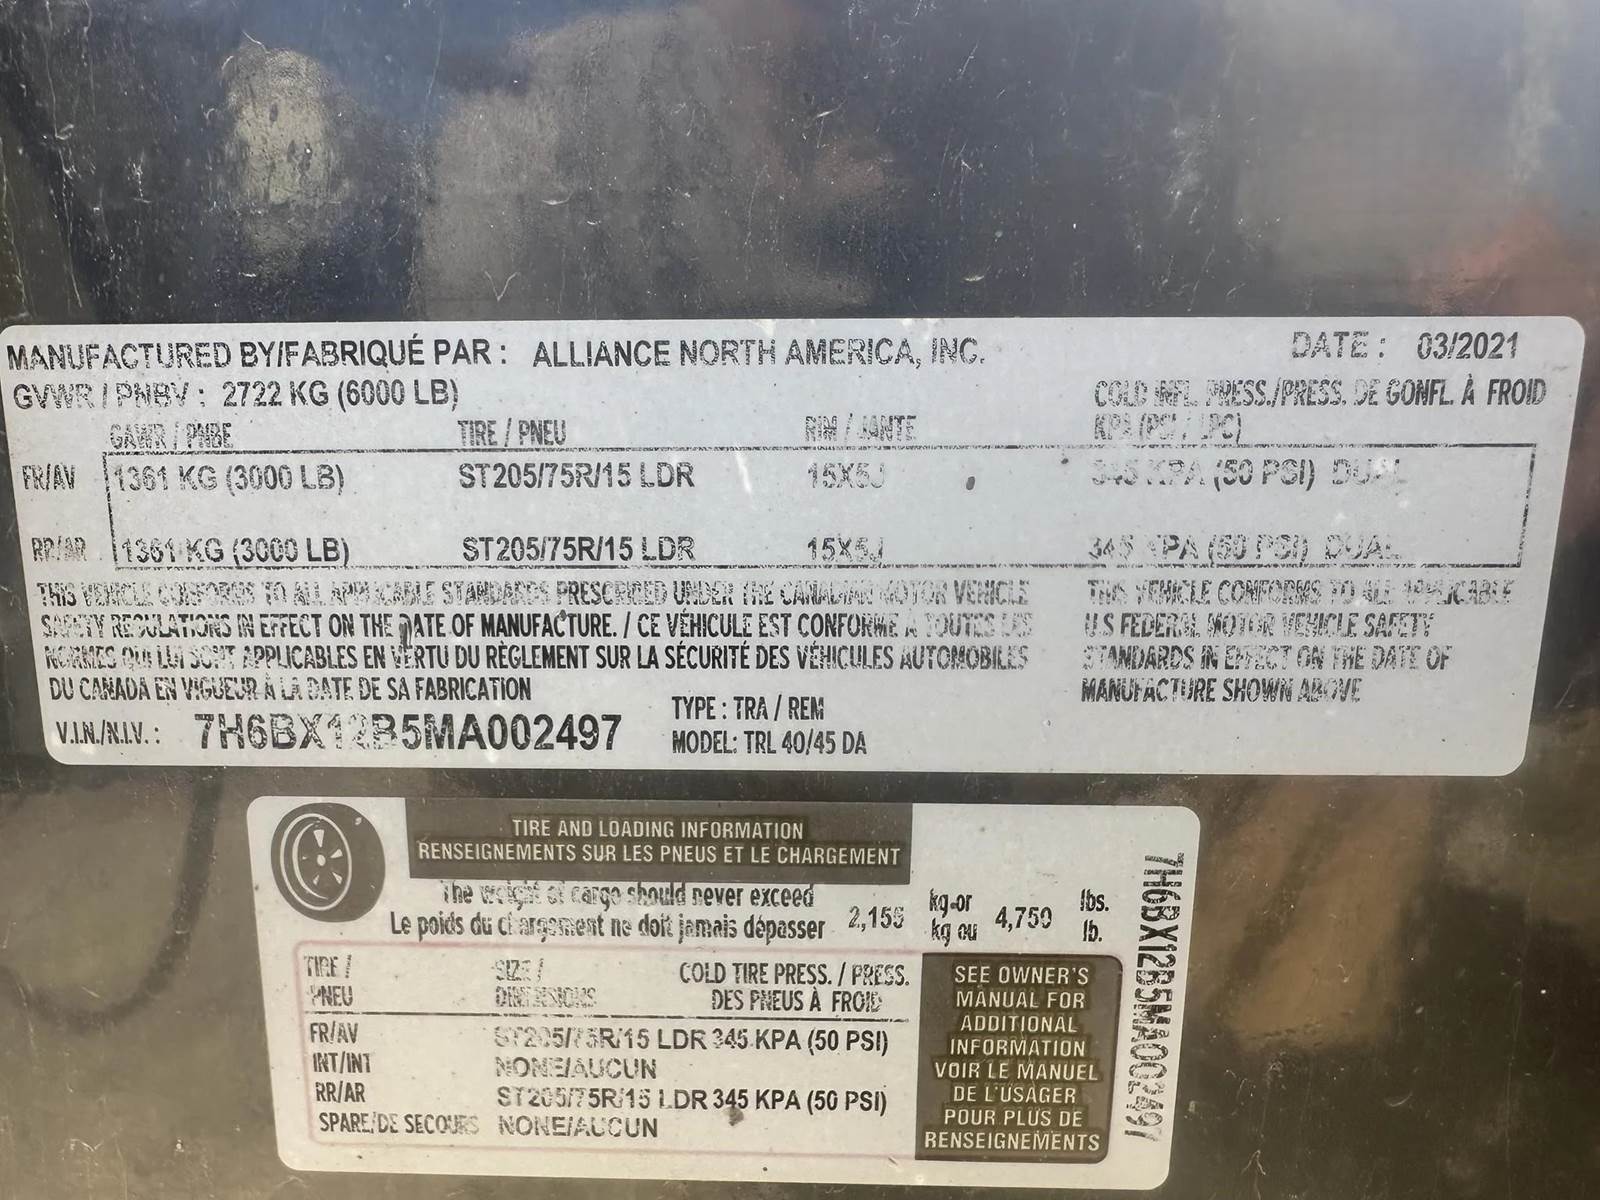 MANUFACTURED BY/FABRIQUÉ PAR : ALLIANCE NORTH AMERICA, INC. DATE : 03/2021
GVWR / PNBV : 2722 KG (6000 LB) COLD INFL. PRESS./PRESS. DE GONFL. À FROID
GAWR / PNBE TIRE / PNEU RIM / JANTE KPA (PSI / LPC)
FR/AV 1361 KG (3000 LB) ST205/75R/15 LDR 15X5J 345 KPA (50 PSI) DUAL
RR/AR 1361 KG (3000 LB) ST205/75R/15 LDR 15X5J 345 KPA (50 PSI) DUAL
THIS VEHICLE CONFORMS TO ALL APPLICABLE STANDARDS PRESCRIBED UNDER THE CANADIAN MOTOR VEHICLE
SAFETY REGULATIONS IN EFFECT ON THE DATE OF MANUFACTURE. / CE VÉHICULE EST CONFORME À TOUTES LES
NORMES QUI LUI SONT APPLICABLES EN VERTU DU RÈGLEMENT SUR LA SÉCURITÉ DES VÉHICULES AUTOMOBILES
DU CANADA EN VIGUEUR À LA DATE DE SA FABRICATION
THIS VEHICLE CONFORMS TO ALL APPLICABLE
U.S FEDERAL MOTOR VEHICLE SAFETY
STANDARDS IN EFFECT ON THE DATE OF
MANUFACTURE SHOWN ABOVE
V.I.N./N.I.V. : 7H6BX12B5MA002497
TYPE : TRA / REM
MODEL: TRL 40/45 DA
TIRE AND LOADING INFORMATION
RENSEIGNEMENTS SUR LES PNEUS ET LE CHARGEMENT
The weight of cargo should never exceed
Le poids du chargement ne doit jamais dépasser
2,155 kg or 4,750 lbs.
kg ou lb.
TIRE / SIZE / COLD TIRE PRESS. / PRESS.
PNEU DIMENSIONS DES PNEUS À FROID
FR/AV ST205/75R/15 LDR 345 KPA (50 PSI)
INT/INT NONE/AUCUN
RR/AR ST205/75R/15 LDR 345 KPA (50 PSI)
SPARE/DE SECOURS NONE/AUCUN
SEE OWNER'S
MANUAL FOR
ADDITIONAL
INFORMATION
VOIR LE MANUEL
DE L'USAGER
POUR PLUS DE
RENSEIGNEMENTS
7H6BX12B5MA002497